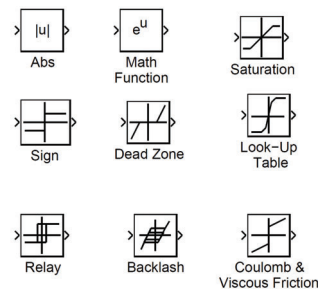 |u|
Abs
e^u
Math
Function
Saturation
Sign
Dead Zone
Look-Up
Table
Relay
Backlash
Coulomb &
Viscous Friction